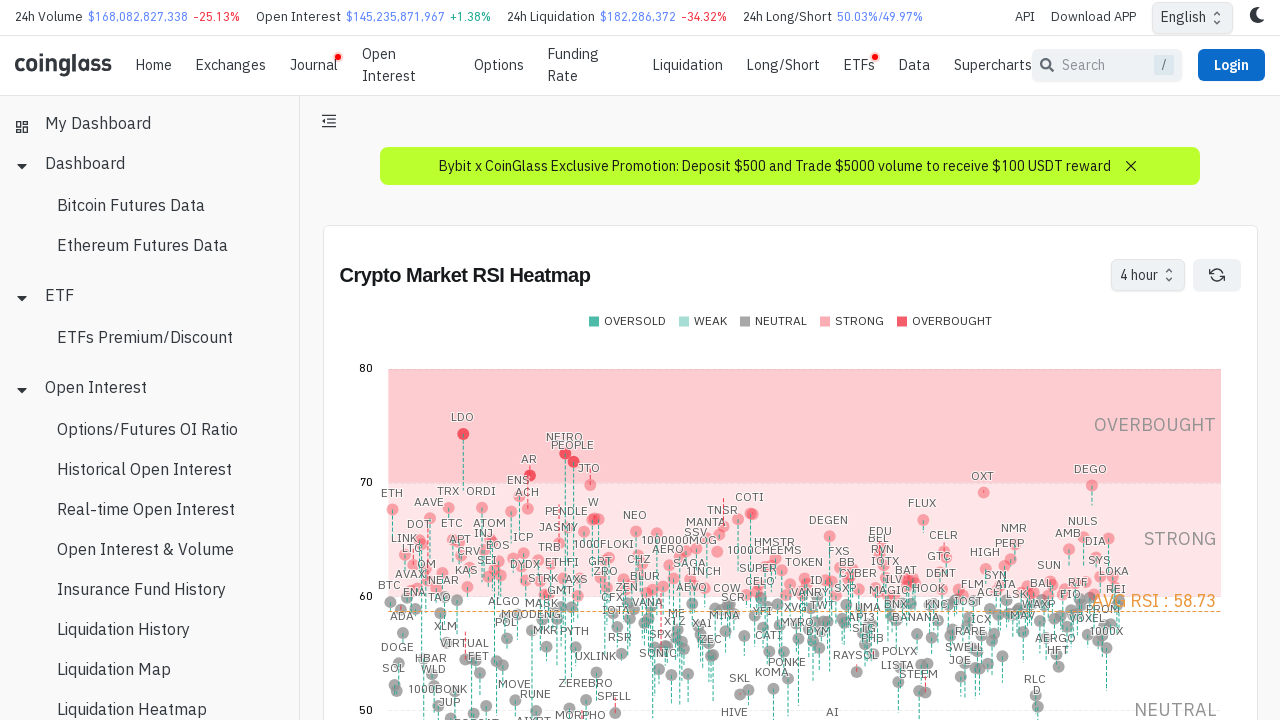 24h Volume $168,082,827,338 -25.13% Open Interest $145,235,871,967 +1.38% 24h Liquidation $182,286,372 -34.32% 24h Long/Short 50.03%/49.97% API Download APP English
coinglass Home Exchanges Journal Open Interest Options Funding Rate Liquidation Long/Short ETFs Data Supercharts Search / Login
My Dashboard
Dashboard
Bitcoin Futures Data
Ethereum Futures Data
ETF
ETFs Premium/Discount
Open Interest
Options/Futures OI Ratio
Historical Open Interest
Real-time Open Interest
Open Interest & Volume
Insurance Fund History
Liquidation History
Liquidation Map
Liquidation Heatmap
Bybit x CoinGlass Exclusive Promotion: Deposit $500 and Trade $5000 volume to receive $100 USDT reward
Crypto Market RSI Heatmap
4 hour
OVERSOLD WEAK NEUTRAL STRONG OVERBOUGHT
80
LDO
OVERBOUGHT
NEIRO
PEOPLE
AR
JTO
70
ENS
OXT
DEGO
ETH
TRX
ORDI
ACH
AAVE
W
COTI
PENDLE
NEO
TNSR
FLUX
DOT
ETC
ATOM
JASMY
MANTA
DEGEN
NULS
LINK
APT
INJ
ICP
SSV
EDU
CELR
NMR
AMB
STRONG
LTC
CRV
EOS
TRB
1000FLOKI
1000000MOG
HMSTR
BEL
PERP
DIA
AERO
1000CHEEMS
FXS
RVN
HIGH
OM
SEI
DYDX
ETHFI
GRT
CHZ
SAGA
TOKEN
BB
IOTX
GTC
SUN
SYS
AVAX
KAS
ZRO
1INCH
SUPER
CYBER
BAT
DENT
SYN
LOKA
NEAR
STRK
AXS
BLUR
CELO
ID
ILV
FLM
ATA
BAL
RIF
BTC
ENA
GMT
ZEN
AEVO
COW
VANRY
SXP
MAGIC
HOOK
ACE
LSK
REI
60
TAO
ALGO
MASK
CFX
VANA
SCR
TWT
BNX
KNC
IOST
WAXP
PIO
AVG RSI : 58.73
ADA
MOODENG
IOTA
ME
MINA
VFT
XVG
UMA
API3
BANANA
ICX
MAV
PROM
XLM
POL
MKR
PYTH
RSR
SPX
XTZ
XAI
ZEC
CATI
MYRO
DYM
RARE
AERGO
VOXEL
1000X
DOGE
VIRTUAL
FET
UXLINK
SONIC
PONKE
RAYSOL
PHB
POLYX
SWELL
JOE
HFT
SOL
HBAR
WLD
MOVE
ZEREBRO
SKL
KOMA
LISTA
STEEM
RLC
D
1000BONK
JUP
RUNE
SPELL
50
MORPHO
HIVE
AI
NEUTRAL